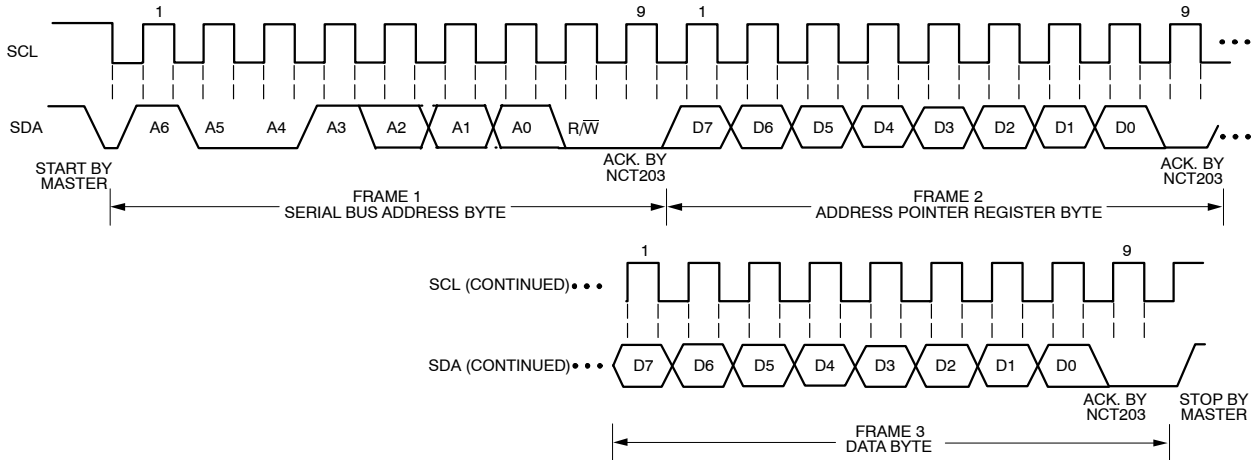 1 9 1 9
SCL
SDA A6 A5 A4 A3 A2 A1 A0 R/W̅ D7 D6 D5 D4 D3 D2 D1 D0
START BY
MASTER
ACK. BY
NCT203
ACK. BY
NCT203
FRAME 1
SERIAL BUS ADDRESS BYTE
FRAME 2
ADDRESS POINTER REGISTER BYTE
1 9
SCL (CONTINUED)
SDA (CONTINUED) D7 D6 D5 D4 D3 D2 D1 D0
ACK. BY
NCT203
STOP BY
MASTER
FRAME 3
DATA BYTE